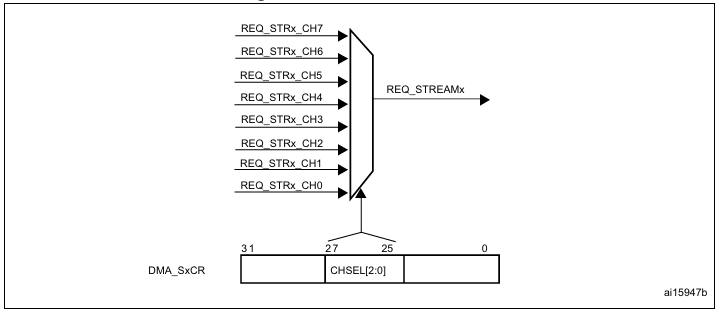 REQ_STRx_CH7
REQ_STRx_CH6
REQ_STRx_CH5
REQ_STRx_CH4
REQ_STREAMx
REQ_STRx_CH3
REQ_STRx_CH2
REQ_STRx_CH1
REQ_STRx_CH0
31 27 25 0
DMA_SxCR CHSEL[2:0]
ai15947b